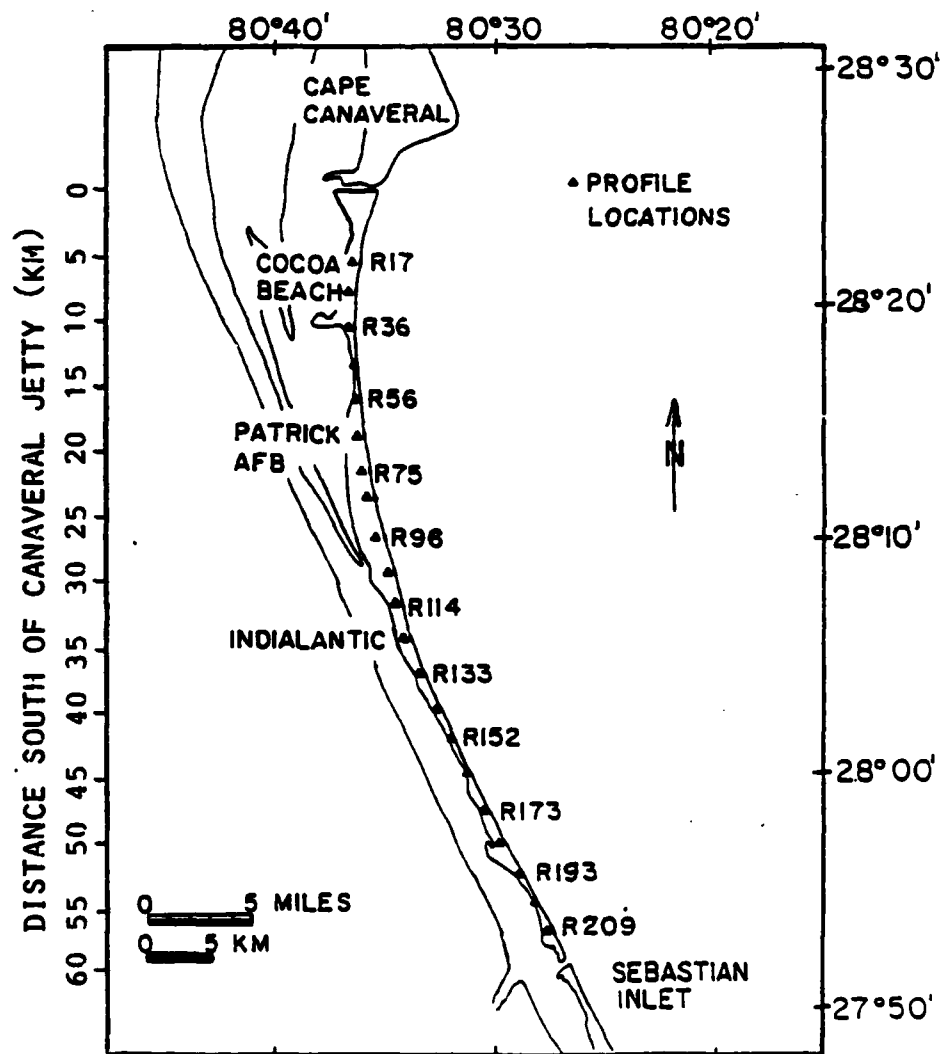 80°40' 80°30' 80°20'
28°30'
CAPE
CANAVERAL
▲ PROFILE
LOCATIONS
0
R17
COCOA
BEACH
5
28°20'
R36
10
15
R56
PATRICK
AFB
20
R75
N
25
R96
28°10'
30
R114
INDIALANTIC
35
R133
40
R152
28°00'
45
R173
50
R193
0 5 MILES
55
R209
0 5 KM
60
SEBASTIAN
INLET
27°50'
DISTANCE SOUTH OF CANAVERAL JETTY (KM)